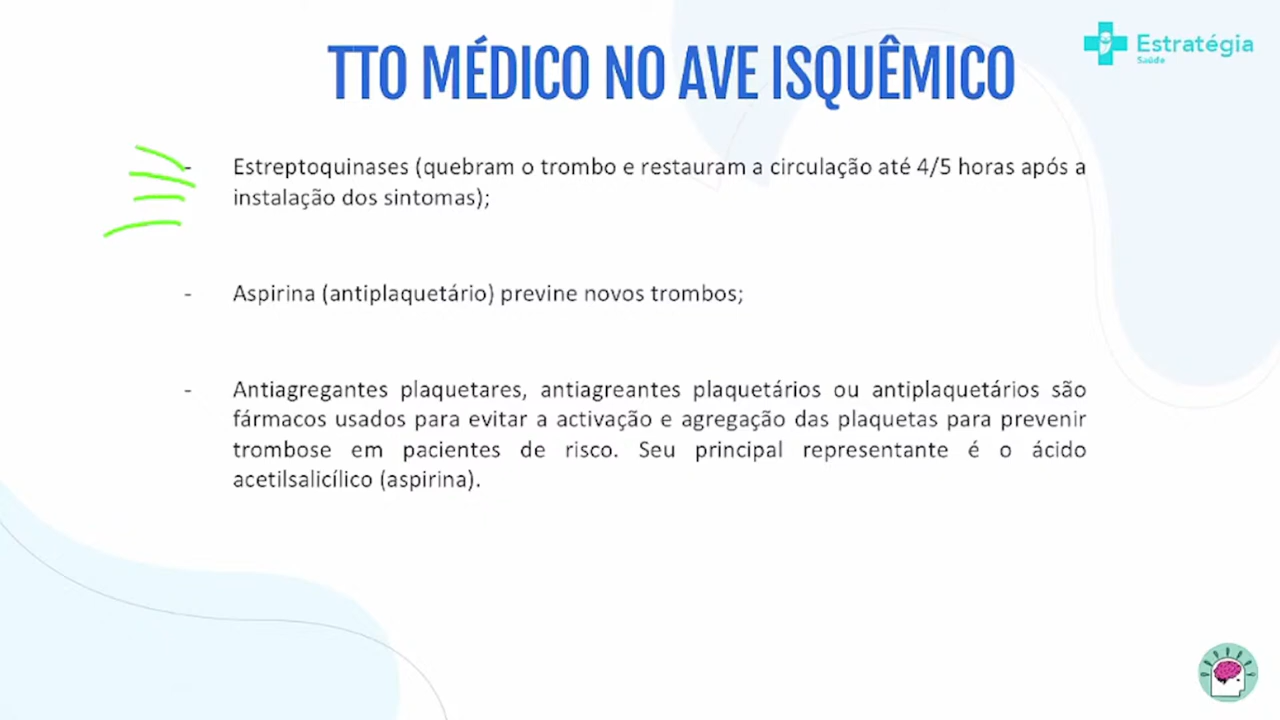 TTO MÉDICO NO AVE ISQUÊMICO
Estratégia
Saúde
- Estreptoquinases (quebram o trombo e restauram a circulação até 4/5 horas após a
instalação dos sintomas);
- Aspirina (antiplaquetário) previne novos trombos;
- Antiagregantes plaquetares, antiagreantes plaquetários ou antiplaquetários são
fármacos usados para evitar a activação e agregação das plaquetas para prevenir
trombose em pacientes de risco. Seu principal representante é o ácido
acetilsalicílico (aspirina).